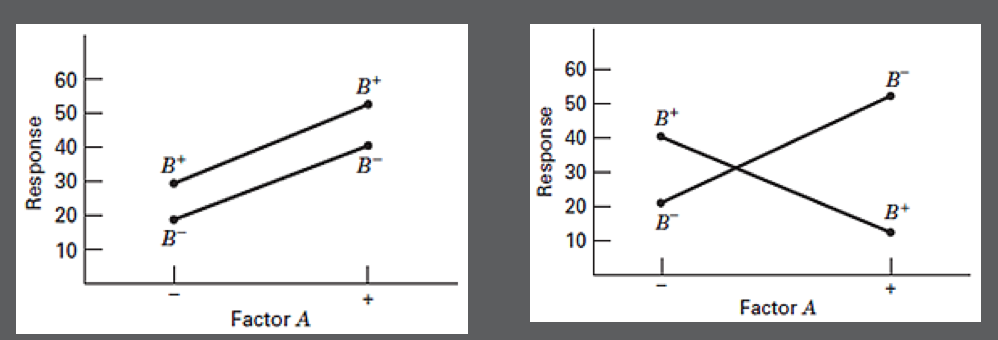 60
50
40
30
20
10
Response
B⁺
B⁻
B⁺
B⁻
−
+
Factor A
60
50
40
30
20
10
Response
B⁺
B⁻
B⁻
B⁺
−
+
Factor A